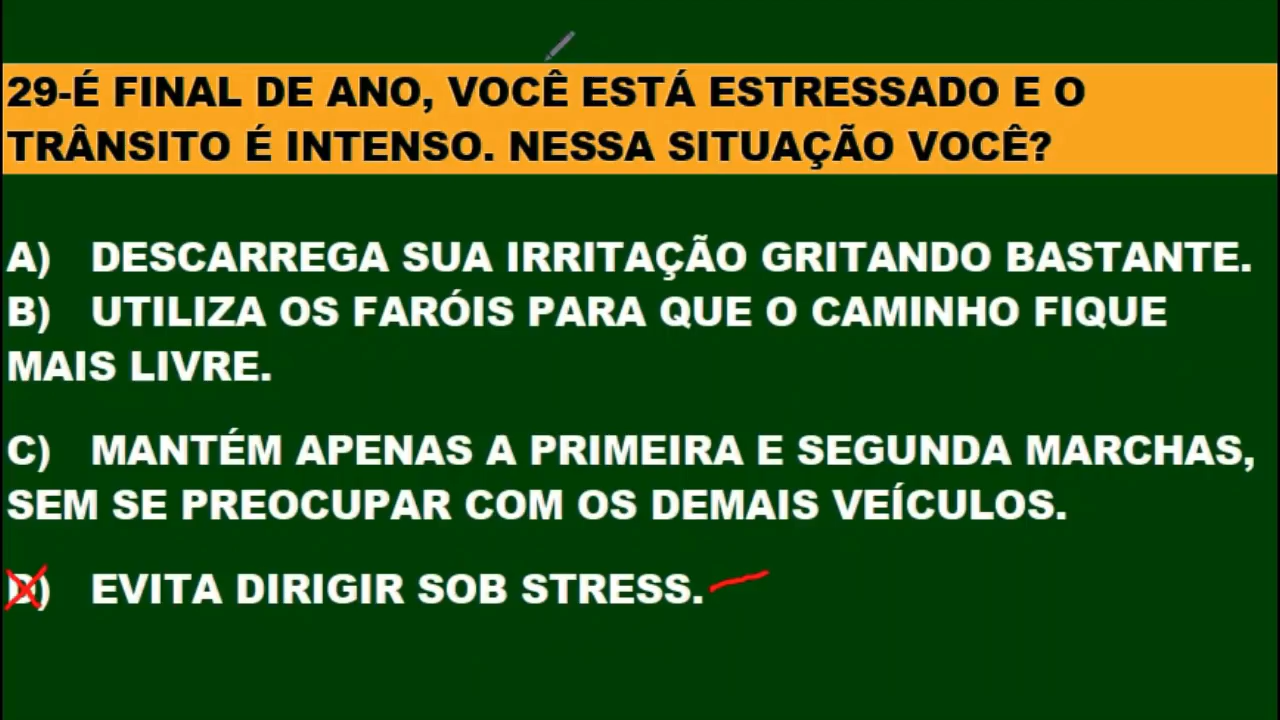 29-É FINAL DE ANO, VOCÊ ESTÁ ESTRESSADO E O
TRÂNSITO É INTENSO. NESSA SITUAÇÃO VOCÊ?
A) DESCARREGA SUA IRRITAÇÃO GRITANDO BASTANTE.
B) UTILIZA OS FARÓIS PARA QUE O CAMINHO FIQUE
MAIS LIVRE.
C) MANTÉM APENAS A PRIMEIRA E SEGUNDA MARCHAS,
SEM SE PREOCUPAR COM OS DEMAIS VEÍCULOS.
D) EVITA DIRIGIR SOB STRESS.